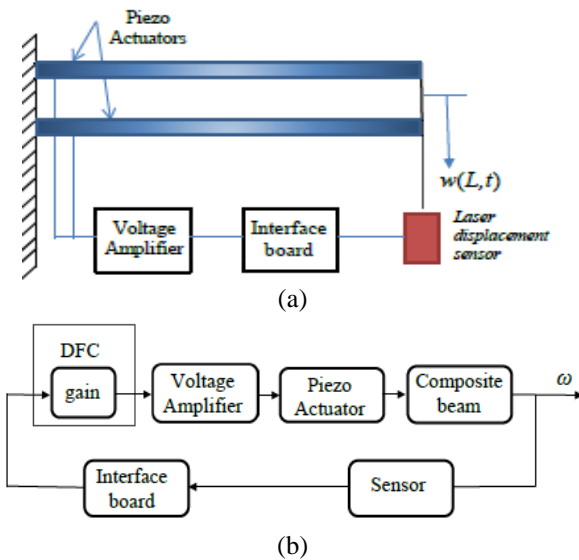 Piezo
Actuators
w(L,t)
Voltage
Amplifier
Interface
board
Laser
displacement
sensor
(a)
DFC
gain
Voltage
Amplifier
Piezo
Actuator
Composite
beam
ω
Interface
board
Sensor
(b)